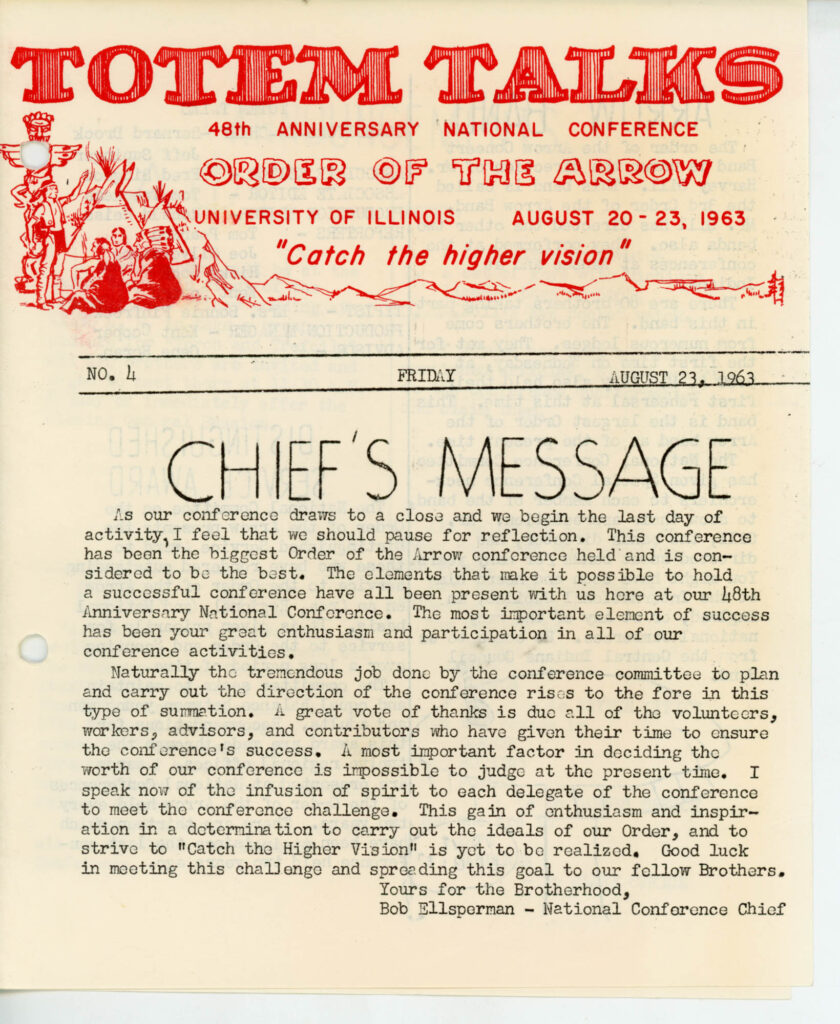 TOTEM TALKS
48th ANNIVERSARY NATIONAL CONFERENCE
ORDER OF THE ARROW
UNIVERSITY OF ILLINOIS AUGUST 20-23, 1963
"Catch the higher vision"
NO. 4 FRIDAY AUGUST 23, 1963
CHIEF'S MESSAGE
As our conference draws to a close and we begin the last day of
activity, I feel that we should pause for reflection. This conference
has been the biggest Order of the Arrow conference held and is con-
sidered to be the best. The elements that make it possible to hold
a successful conference have all been present with us here at our 48th
Anniversary National Conference. The most important element of success
has been your great enthusiasm and participation in all of our
conference activities.
Naturally the tremendous job done by the conference committee to plan
and carry out the direction of the conference rises to the fore in this
type of summation. A great vote of thanks is due all of the volunteers,
workers, advisors, and contributors who have given their time to ensure
the conference's success. A most important factor in deciding the
worth of our conference is impossible to judge at the present time. I
speak now of the infusion of spirit to each delegate of the conference
to meet the conference challenge. This gain of enthusiasm and inspir-
ation in a determination to carry out the ideals of our Order, and to
strive to "Catch the Higher Vision" is yet to be realized. Good luck
in meeting this challenge and spreading this goal to our fellow Brothers.
Yours for the Brotherhood,
Bob Ellsperman - National Conference Chief